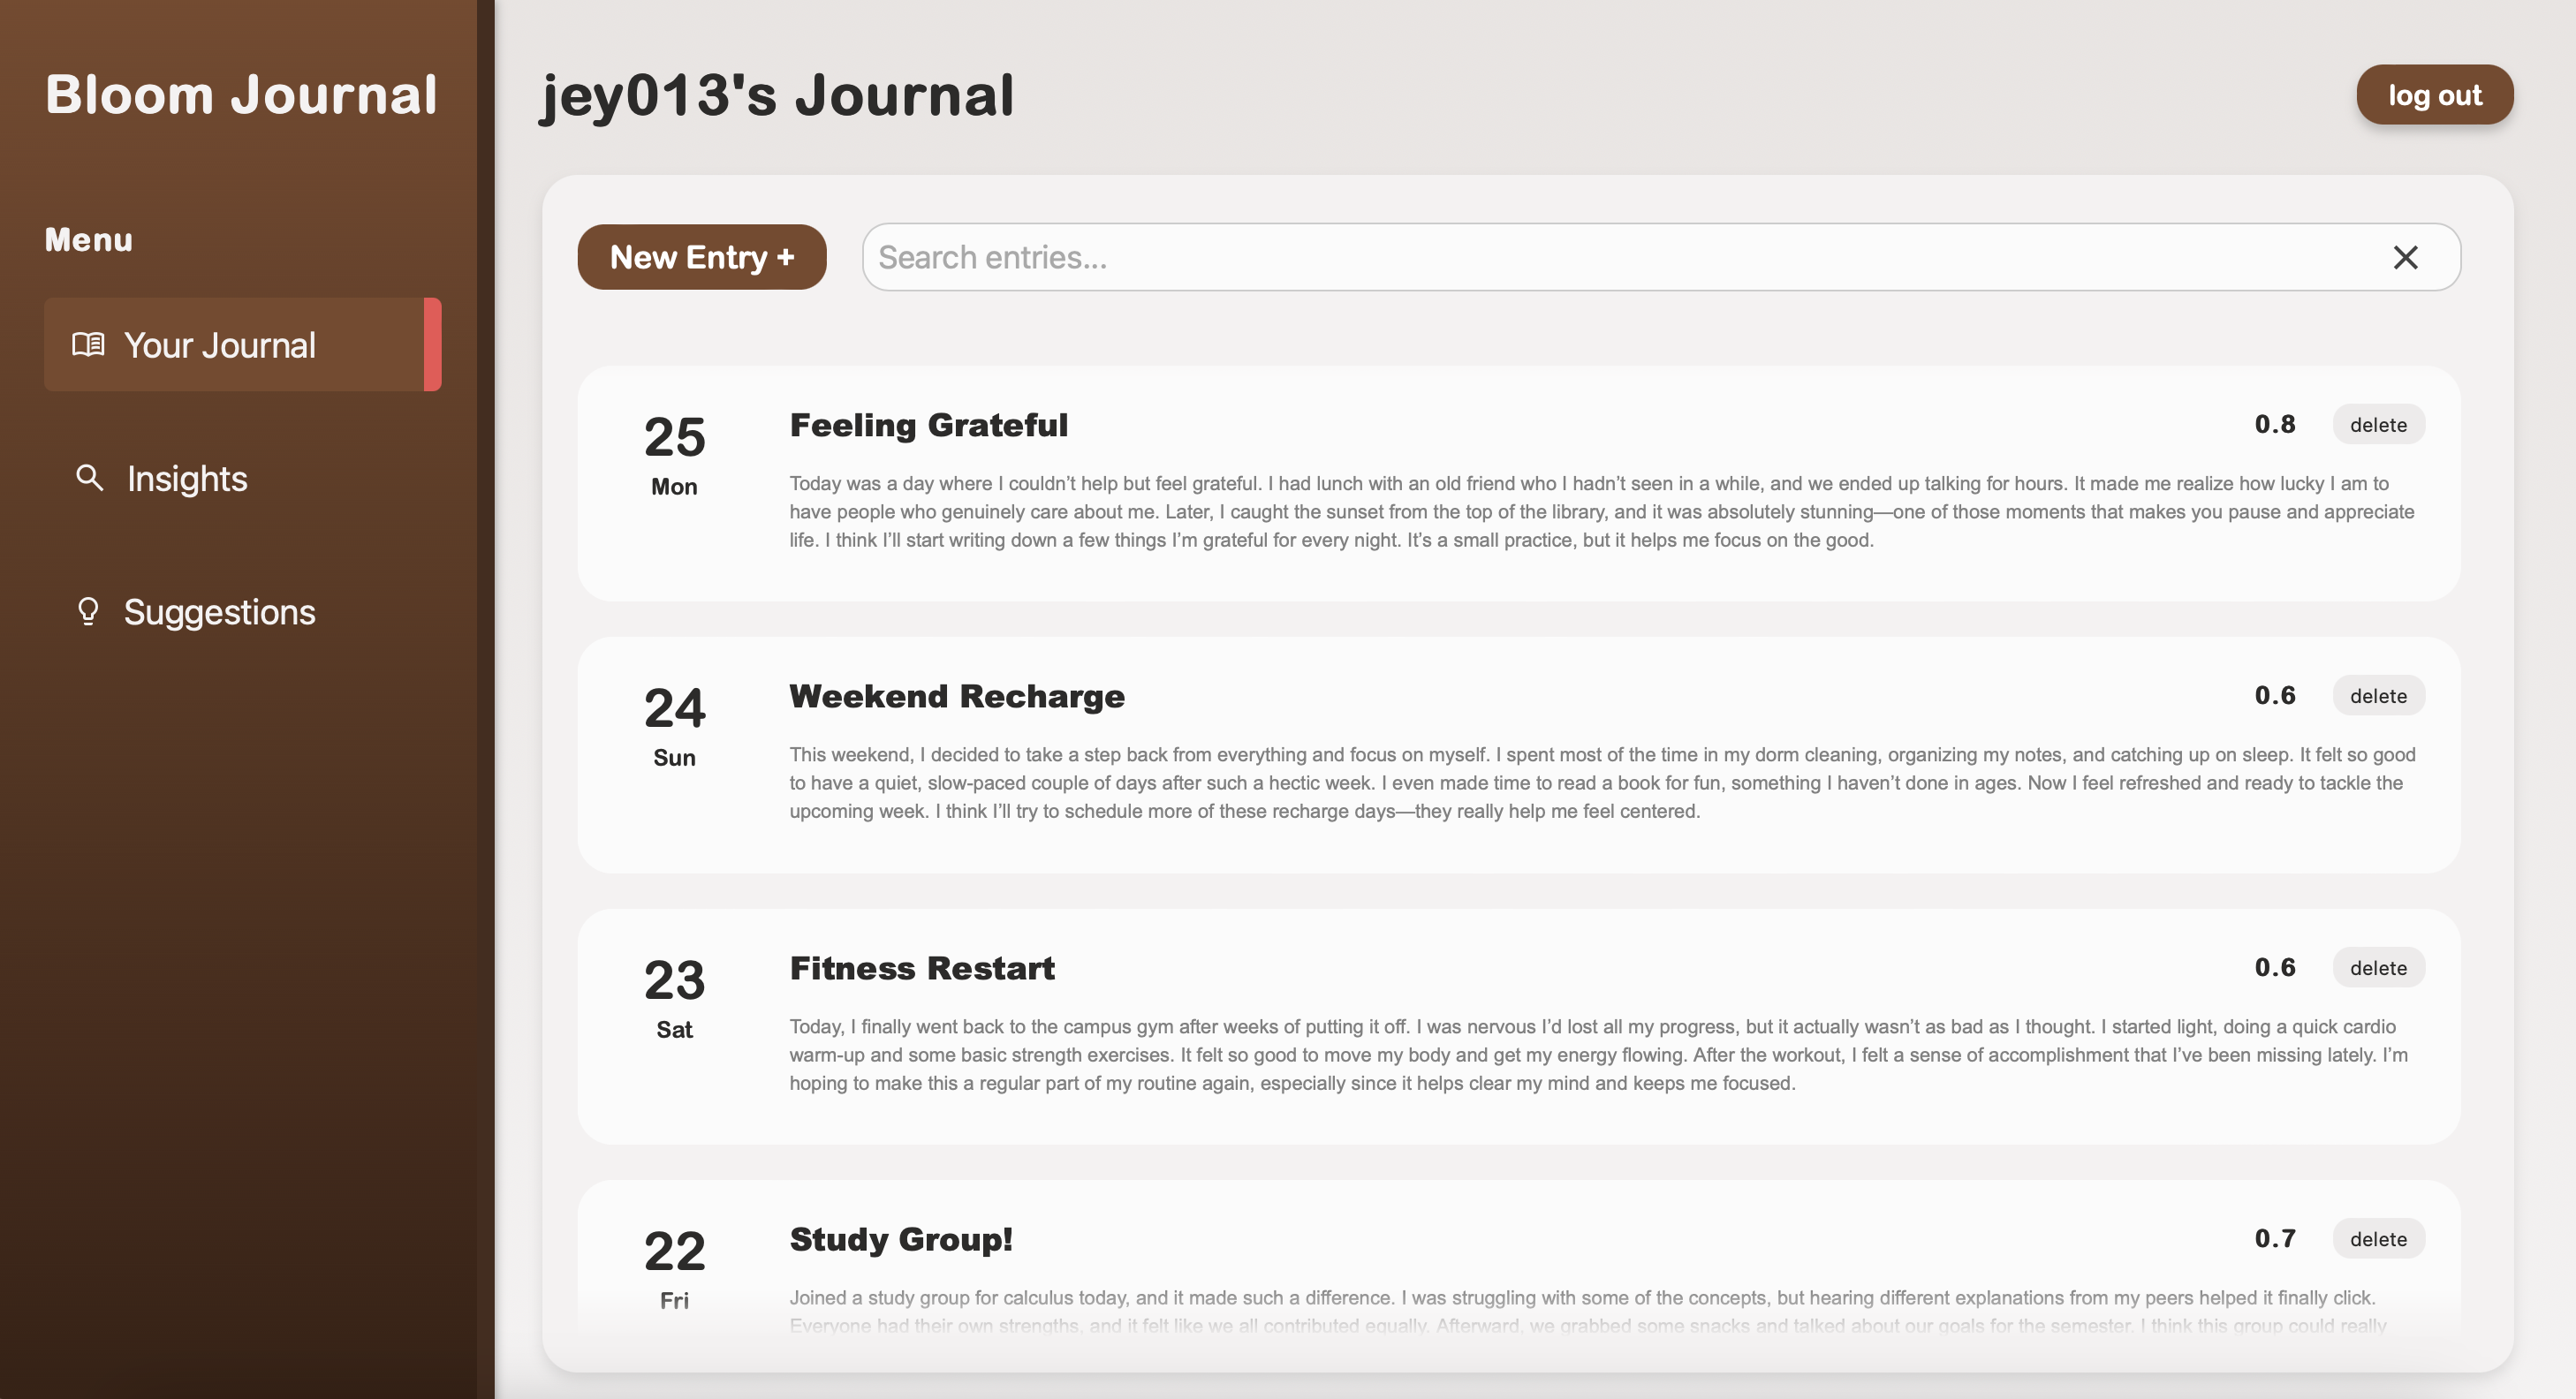 Bloom Journal
Menu
Your Journal
Insights
Suggestions
jey013's Journal
log out
New Entry +
Search entries...
25
Mon
Feeling Grateful
0.8
delete
Today was a day where I couldn’t help but feel grateful. I had lunch with an old friend who I hadn’t seen in a while, and we ended up talking for hours. It made me realize how lucky I am to
have people who genuinely care about me. Later, I caught the sunset from the top of the library, and it was absolutely stunning—one of those moments that makes you pause and appreciate
life. I think I’ll start writing down a few things I’m grateful for every night. It’s a small practice, but it helps me focus on the good.
24
Sun
Weekend Recharge
0.6
delete
This weekend, I decided to take a step back from everything and focus on myself. I spent most of the time in my dorm cleaning, organizing my notes, and catching up on sleep. It felt so good
to have a quiet, slow-paced couple of days after such a hectic week. I even made time to read a book for fun, something I haven’t done in ages. Now I feel refreshed and ready to tackle the
upcoming week. I think I’ll try to schedule more of these recharge days—they really help me feel centered.
23
Sat
Fitness Restart
0.6
delete
Today, I finally went back to the campus gym after weeks of putting it off. I was nervous I’d lost all my progress, but it actually wasn’t as bad as I thought. I started light, doing a quick cardio
warm-up and some basic strength exercises. It felt so good to move my body and get my energy flowing. After the workout, I felt a sense of accomplishment that I’ve been missing lately. I’m
hoping to make this a regular part of my routine again, especially since it helps clear my mind and keeps me focused.
22
Fri
Study Group!
0.7
delete
Joined a study group for calculus today, and it made such a difference. I was struggling with some of the concepts, but hearing different explanations from my peers helped it finally click.
Everyone had their own strengths, and it felt like we all contributed equally. Afterward, we grabbed some snacks and talked about our goals for the semester. I think this group could really